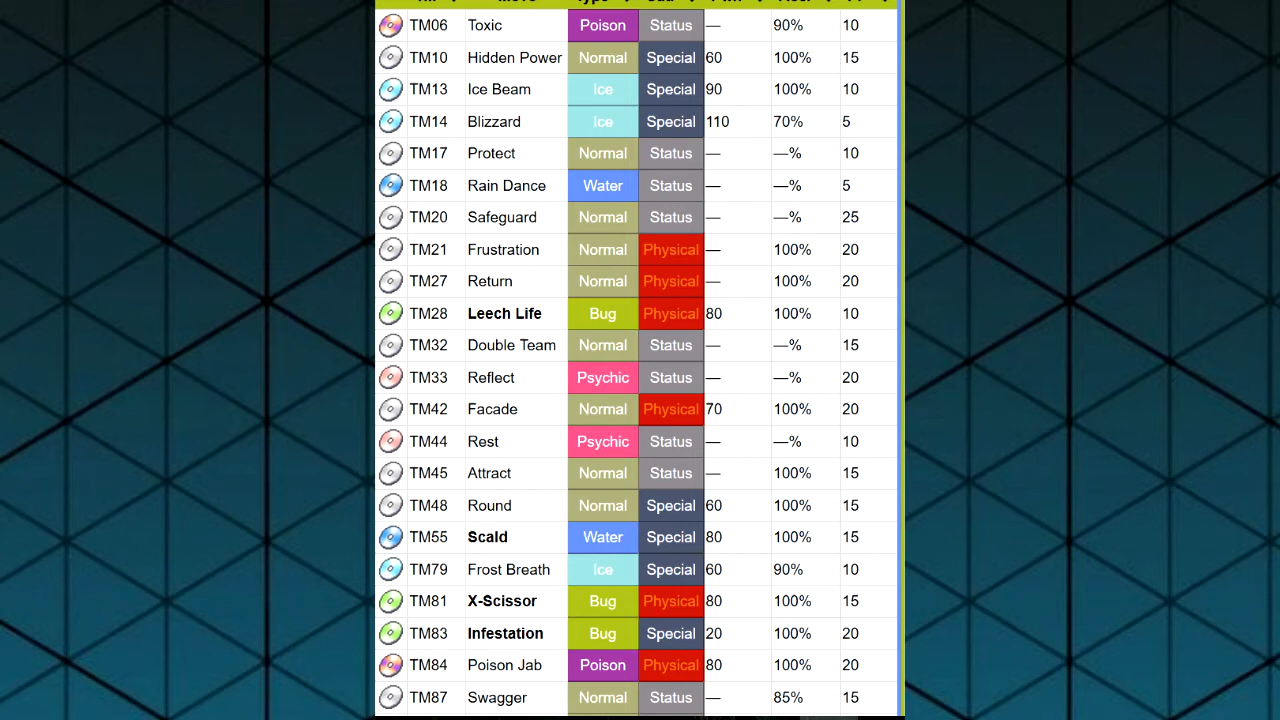 TM06 Toxic Poison Status — 90% 10
TM10 Hidden Power Normal Special 60 100% 15
TM13 Ice Beam Ice Special 90 100% 10
TM14 Blizzard Ice Special 110 70% 5
TM17 Protect Normal Status — —% 10
TM18 Rain Dance Water Status — —% 5
TM20 Safeguard Normal Status — —% 25
TM21 Frustration Normal Physical — 100% 20
TM27 Return Normal Physical — 100% 20
TM28 Leech Life Bug Physical 80 100% 10
TM32 Double Team Normal Status — —% 15
TM33 Reflect Psychic Status — —% 20
TM42 Facade Normal Physical 70 100% 20
TM44 Rest Psychic Status — —% 10
TM45 Attract Normal Status — 100% 15
TM48 Round Normal Special 60 100% 15
TM55 Scald Water Special 80 100% 15
TM79 Frost Breath Ice Special 60 90% 10
TM81 X-Scissor Bug Physical 80 100% 15
TM83 Infestation Bug Special 20 100% 20
TM84 Poison Jab Poison Physical 80 100% 20
TM87 Swagger Normal Status — 85% 15